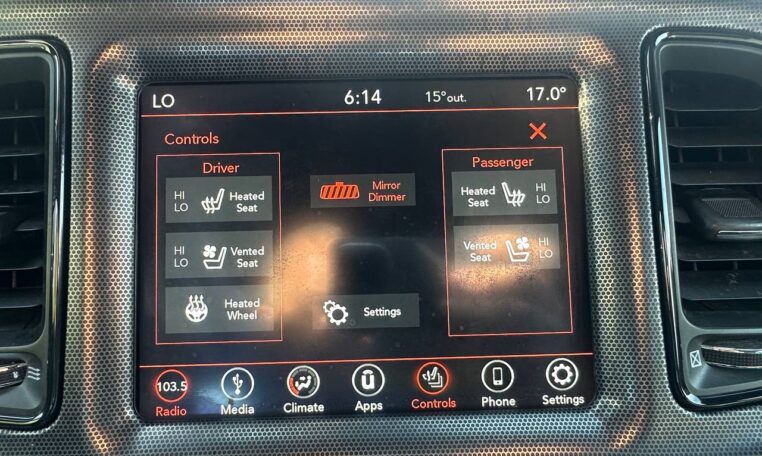 LO 6:14 15° out. 17.0°
Controls X
Driver
HI
LO
Heated
Seat
HI
LO
Vented
Seat
Heated
Wheel
Mirror
Dimmer
Settings
Passenger
Heated
Seat
HI
LO
Vented
Seat
HI
LO
103.5
Radio Media Climate Apps Controls Phone Settings